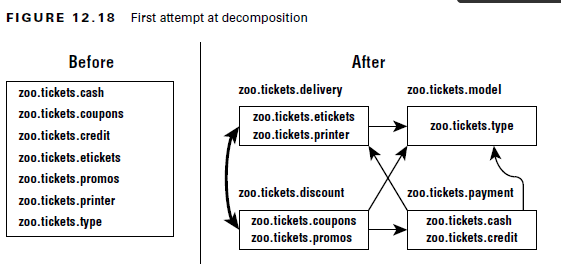 FIGURE 12.18 First attempt at decomposition
Before
zoo.tickets.cash
zoo.tickets.coupons
zoo.tickets.credit
zoo.tickets.etickets
zoo.tickets.promos
zoo.tickets.printer
zoo.tickets.type
After
zoo.tickets.delivery
zoo.tickets.etickets
zoo.tickets.printer
zoo.tickets.model
zoo.tickets.type
zoo.tickets.discount
zoo.tickets.coupons
zoo.tickets.promos
zoo.tickets.payment
zoo.tickets.cash
zoo.tickets.credit